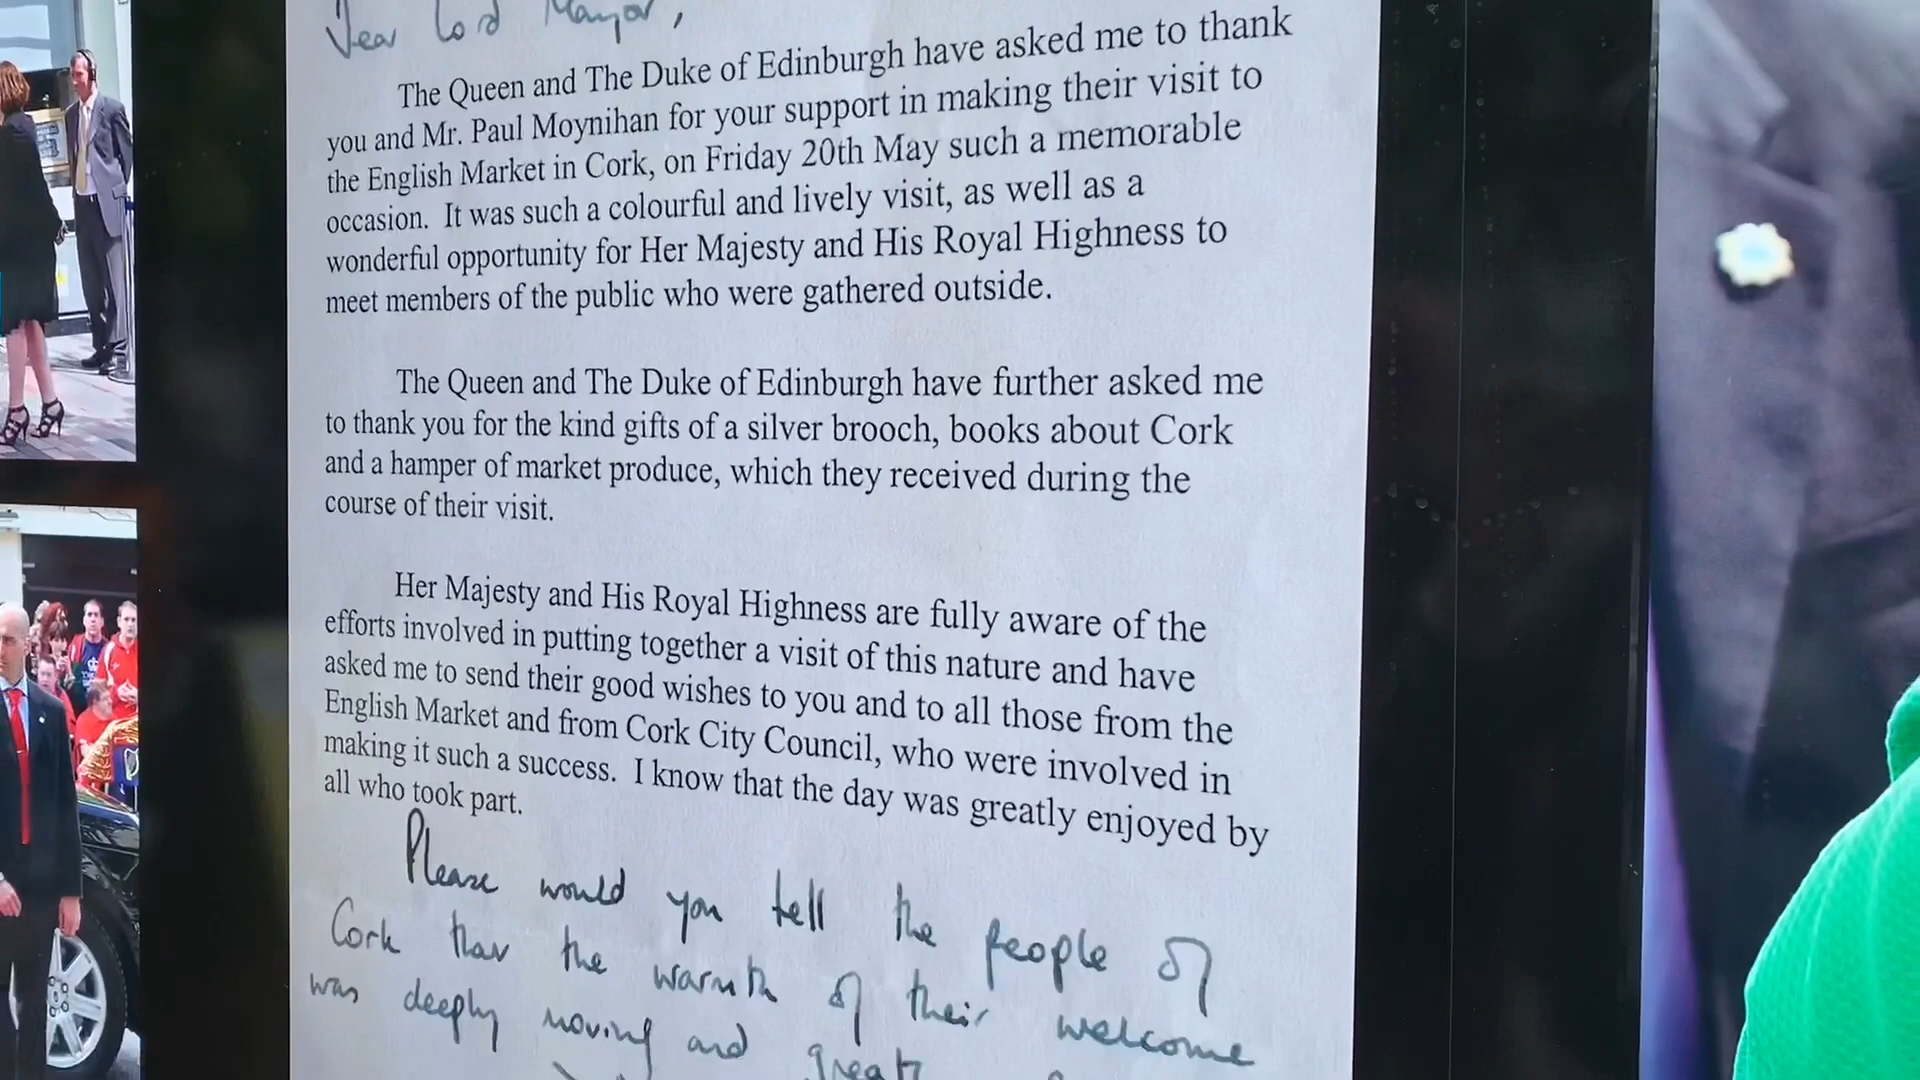 Dear Lord Mayor,
The Queen and The Duke of Edinburgh have asked me to thank
you and Mr. Paul Moynihan for your support in making their visit to
the English Market in Cork, on Friday 20th May such a memorable
occasion. It was such a colourful and lively visit, as well as a
wonderful opportunity for Her Majesty and His Royal Highness to
meet members of the public who were gathered outside.
The Queen and The Duke of Edinburgh have further asked me
to thank you for the kind gifts of a silver brooch, books about Cork
and a hamper of market produce, which they received during the
course of their visit.
Her Majesty and His Royal Highness are fully aware of the
efforts involved in putting together a visit of this nature and have
asked me to send their good wishes to you and to all those from the
English Market and from Cork City Council, who were involved in
making it such a success. I know that the day was greatly enjoyed by
all who took part.
Please would you tell the people of
Cork that the warmth of their welcome
was deeply moving and